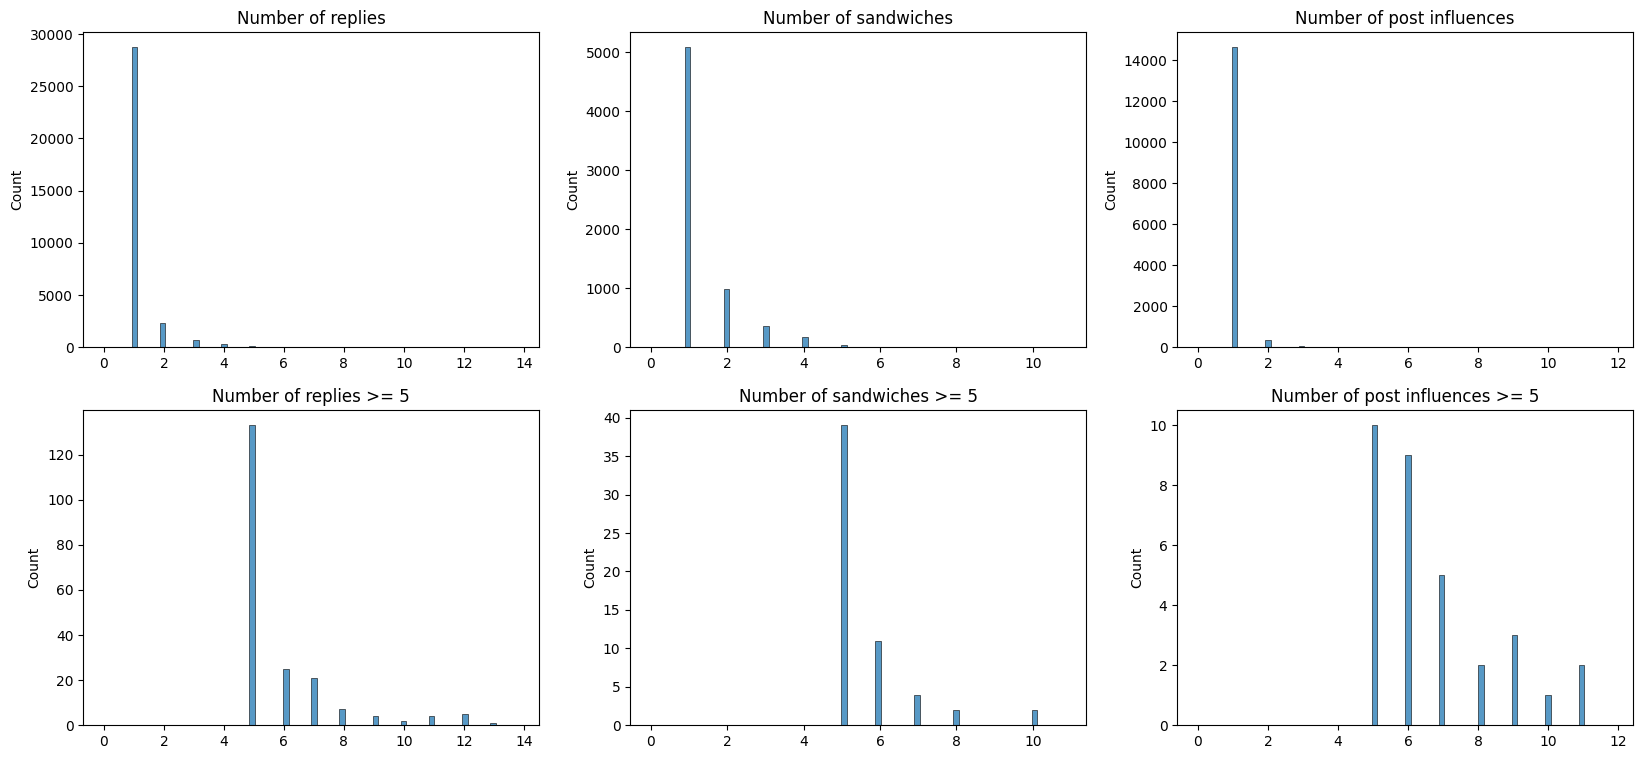 Number of replies
Count
30000
25000
20000
15000
10000
5000
0
0 2 4 6 8 10 12 14
Number of sandwiches
Count
5000
4000
3000
2000
1000
0
0 2 4 6 8 10
Number of post influences
Count
14000
12000
10000
8000
6000
4000
2000
0
0 2 4 6 8 10 12
Number of replies >= 5
Count
120
100
80
60
40
20
0
0 2 4 6 8 10 12 14
Number of sandwiches >= 5
Count
40
35
30
25
20
15
10
5
0
0 2 4 6 8 10
Number of post influences >= 5
Count
10
8
6
4
2
0
0 2 4 6 8 10 12